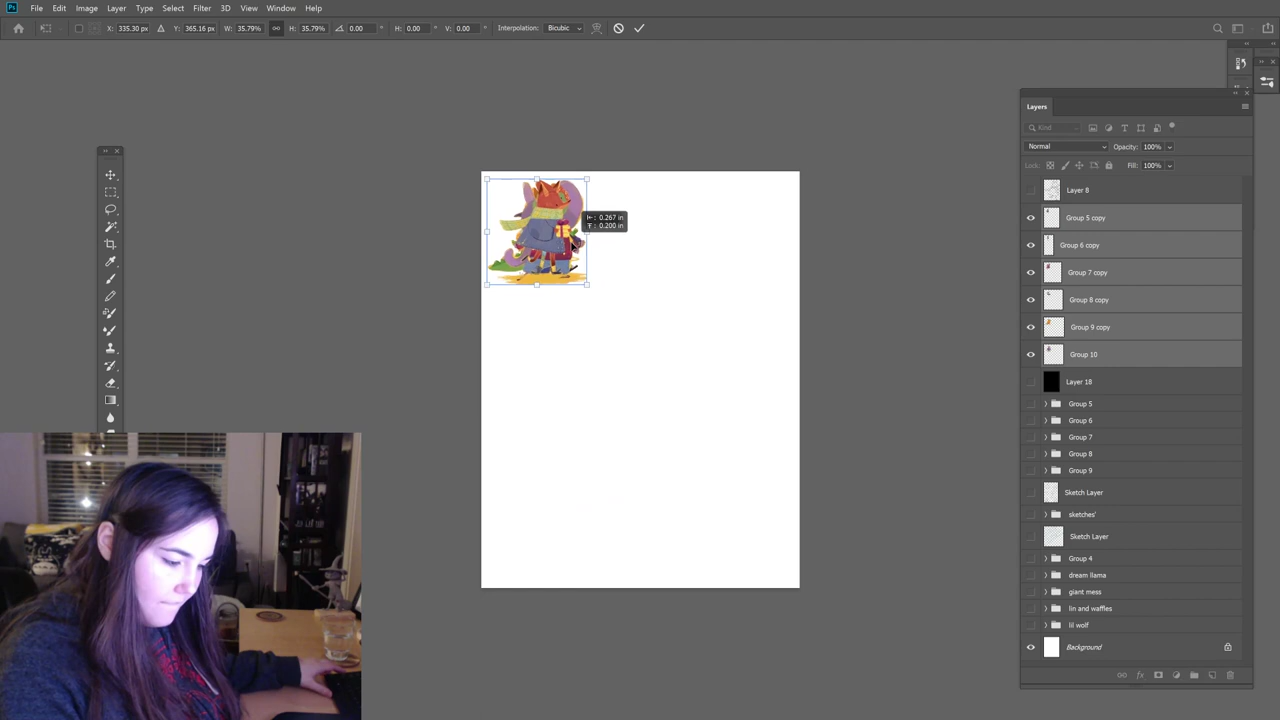 Ps File Edit Image Layer Type Select Filter 3D View Window Help
X: 335.30 px Y: 365.16 px W: 35.79% H: 35.79% 0.00 ° H: 0.00 V: 0.00 ° Interpolation: Bicubic
Layers
Kind
Normal Opacity: 100%
Lock: Fill: 100%
Layer 8
Group 5 copy
Group 6 copy
Group 7 copy
Group 8 copy
Group 9 copy
Group 10
Layer 18
Group 5
Group 6
Group 7
Group 8
Group 9
Sketch Layer
sketches'
Sketch Layer
Group 4
dream llama
giant mess
lin and waffles
lil wolf
Background
fx
: 0.267 in
: 0.200 in